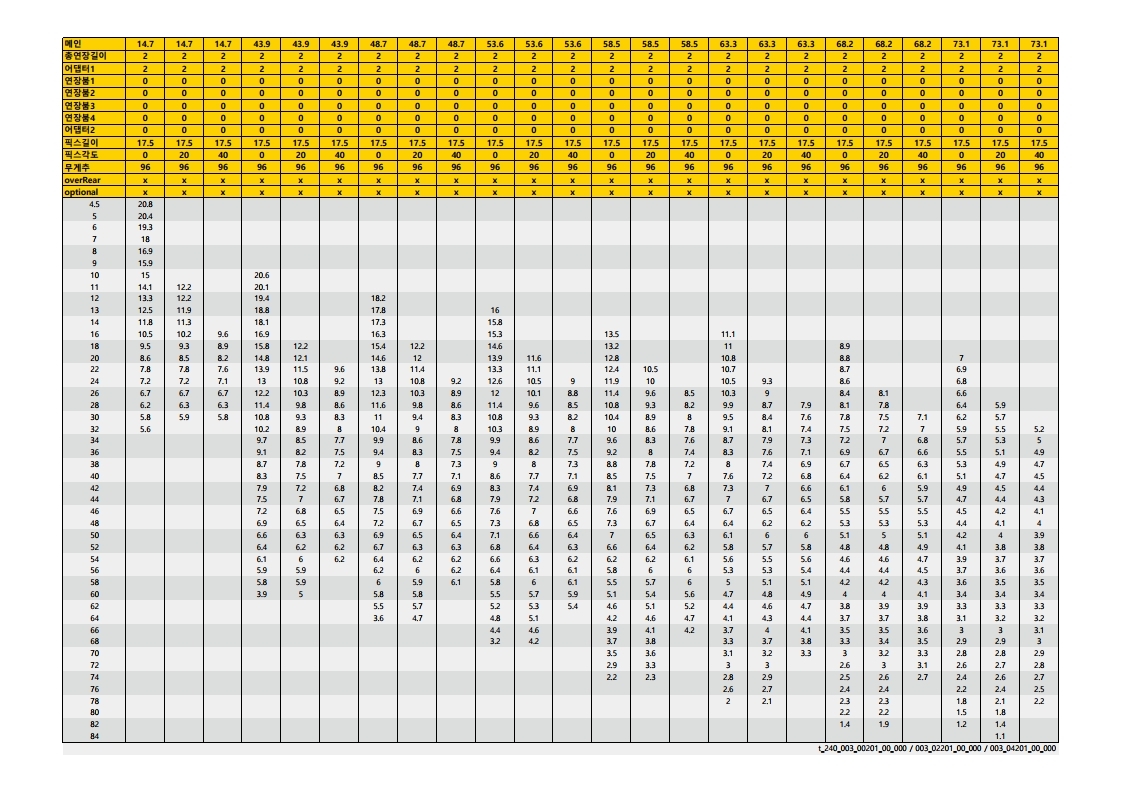 메인 14.7 14.7 14.7 43.9 43.9 43.9 48.7 48.7 48.7 53.6 53.6 53.6 58.5 58.5 58.5 63.3 63.3 63.3 68.2 68.2 68.2 73.1 73.1 73.1
총연장길이 2 2 2 2 2 2 2 2 2 2 2 2 2 2 2 2 2 2 2 2 2 2 2 2
어댑터1 2 2 2 2 2 2 2 2 2 2 2 2 2 2 2 2 2 2 2 2 2 2 2 2
연장붐1 0 0 0 0 0 0 0 0 0 0 0 0 0 0 0 0 0 0 0 0 0 0 0 0
연장붐2 0 0 0 0 0 0 0 0 0 0 0 0 0 0 0 0 0 0 0 0 0 0 0 0
연장붐3 0 0 0 0 0 0 0 0 0 0 0 0 0 0 0 0 0 0 0 0 0 0 0 0
연장붐4 0 0 0 0 0 0 0 0 0 0 0 0 0 0 0 0 0 0 0 0 0 0 0 0
어댑터2 0 0 0 0 0 0 0 0 0 0 0 0 0 0 0 0 0 0 0 0 0 0 0 0
픽스길이 17.5 17.5 17.5 17.5 17.5 17.5 17.5 17.5 17.5 17.5 17.5 17.5 17.5 17.5 17.5 17.5 17.5 17.5 17.5 17.5 17.5 17.5 17.5 17.5
픽스각도 0 20 40 0 20 40 0 20 40 0 20 40 0 20 40 0 20 40 0 20 40 0 20 40
무게추 96 96 96 96 96 96 96 96 96 96 96 96 96 96 96 96 96 96 96 96 96 96 96 96
overRear x x x x x x x x x x x x x x x x x x x x x x x x
optional x x x x x x x x x x x x x x x x x x x x x x x x
4.5 20.8
5 20.4
6 19.3
7 18
8 16.9
9 15.9
10 15 20.6
11 14.1 12.2 20.1
12 13.3 12.2 19.4 18.2
13 12.5 11.9 18.8 17.8 16
14 11.8 11.3 18.1 17.3 15.8
16 10.5 10.2 9.6 16.9 16.3 15.3 13.5 11.1
18 9.5 9.3 8.9 15.8 12.2 15.4 12.2 14.6 13.2 11 8.9
20 8.6 8.5 8.2 14.8 12.1 14.6 12 13.9 11.6 12.8 10.8 8.8 7
22 7.8 7.8 7.6 13.9 11.5 9.6 13.8 11.4 13.3 11.1 12.4 10.5 10.7 8.7 6.9
24 7.2 7.2 7.1 13 10.8 9.2 13 10.8 9.2 12.6 10.5 9 11.9 10 10.5 9.3 8.6 6.8
26 6.7 6.7 6.7 12.2 10.3 8.9 12.3 10.3 8.9 12 10.1 8.8 11.4 9.6 8.5 10.3 9 8.4 8.1 6.6
28 6.2 6.3 6.3 11.4 9.8 8.6 11.6 9.8 8.6 11.4 9.6 8.5 10.8 9.3 8.2 9.9 8.7 7.9 8.1 7.8 6.4 5.9
30 5.8 5.9 5.8 10.8 9.3 8.3 11 9.4 8.3 10.8 9.2 8.2 10.4 8.9 8 9.5 8.4 7.6 7.8 7.5 7.1 6.2 5.7
32 5.6 10.2 8.9 8 10.4 9 8 10.3 8.9 8 10 8.6 7.8 9.1 8.1 7.4 7.5 7.2 7 5.9 5.5 5.2
34 9.7 8.5 7.7 9.9 8.6 7.8 9.9 8.6 7.7 9.6 8.3 7.6 8.7 7.9 7.3 7.2 7 6.8 5.7 5.3 5
36 9.1 8.2 7.5 9.4 8.3 7.5 9.4 8.2 7.5 9.2 8 7.4 8.3 7.6 7.1 6.9 6.7 6.6 5.5 5.1 4.9
38 8.7 7.8 7.2 9 8 7.3 9 8 7.3 8.8 7.8 7.2 8 7.4 6.9 6.7 6.5 6.3 5.3 4.9 4.7
40 8.3 7.5 7 8.5 7.7 7.1 8.6 7.7 7.1 8.5 7.5 7 7.6 7.2 6.8 6.4 6.2 6.1 5.1 4.7 4.5
42 7.9 7.2 6.8 8.2 7.4 6.9 8.3 7.4 6.9 8.1 7.3 6.8 7.3 7 6.6 6.1 6 5.9 4.9 4.5 4.4
44 7.5 7 6.7 7.8 7.1 6.8 7.9 7.2 6.8 7.9 7.1 6.7 7 6.7 6.5 5.8 5.7 5.7 4.7 4.4 4.3
46 7.2 6.8 6.5 7.5 6.9 6.6 7.6 7 6.6 7.6 6.9 6.5 6.7 6.5 6.4 5.5 5.5 5.5 4.5 4.2 4.1
48 6.9 6.5 6.4 7.2 6.7 6.5 7.3 6.8 6.5 7.3 6.7 6.4 6.4 6.2 6.2 5.3 5.3 5.3 4.4 4.1 4
50 6.6 6.3 6.3 6.9 6.5 6.4 7.1 6.6 6.4 7 6.5 6.3 6.1 6 6 5.1 5 5.1 4.2 4 3.9
52 6.4 6.2 6.2 6.7 6.3 6.3 6.8 6.4 6.3 6.6 6.4 6.2 5.8 5.7 5.8 4.8 4.8 4.9 4.1 3.8 3.8
54 6.1 6 6.2 6.4 6.2 6.2 6.6 6.3 6.2 6.2 6.2 6.1 5.6 5.5 5.6 4.6 4.6 4.7 3.9 3.7 3.7
56 5.9 5.9 6.2 6 6.2 6.4 6.1 6.1 5.8 6 6 5.3 5.3 5.4 4.4 4.4 4.5 3.7 3.6 3.6
58 5.8 5.9 6 5.9 6.1 5.8 6 6.1 5.5 5.7 6 5 5.1 5.1 4.2 4.2 4.3 3.6 3.5 3.5
60 3.9 5 5.8 5.8 5.5 5.7 5.9 5.1 5.4 5.6 4.7 4.8 4.9 4 4 4.1 3.4 3.4 3.4
62 5.5 5.7 5.2 5.3 5.4 4.6 5.1 5.2 4.4 4.6 4.7 3.8 3.9 3.9 3.3 3.3 3.3
64 3.6 4.7 4.8 5.1 4.2 4.6 4.7 4.1 4.3 4.4 3.7 3.7 3.8 3.1 3.2 3.2
66 4.4 4.6 3.9 4.1 4.2 3.7 4 4.1 3.5 3.5 3.6 3 3 3.1
68 3.2 4.2 3.7 3.8 3.3 3.7 3.8 3.3 3.4 3.5 2.9 2.9 3
70 3.5 3.6 3.1 3.2 3.3 3 3.2 3.3 2.8 2.8 2.9
72 2.9 3.3 3 3 2.6 3 3.1 2.6 2.7 2.8
74 2.2 2.3 2.8 2.9 2.5 2.6 2.7 2.4 2.6 2.7
76 2.6 2.7 2.4 2.4 2.2 2.4 2.5
78 2 2.1 2.3 2.3 1.8 2.1 2.2
80 2.2 2.2 1.5 1.8
82 1.4 1.9 1.2 1.4
84 1.1
t_240_003_00201_00_000 / 003_02201_00_000 / 003_04201_00_000